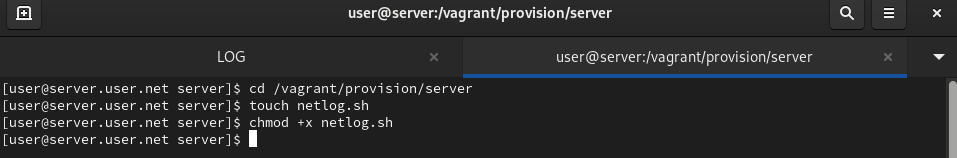 user@server:/vagrant/provision/server
LOG
user@server:/vagrant/provision/server
[user@server.user.net server]$ cd /vagrant/provision/server
[user@server.user.net server]$ touch netlog.sh
[user@server.user.net server]$ chmod +x netlog.sh
[user@server.user.net server]$